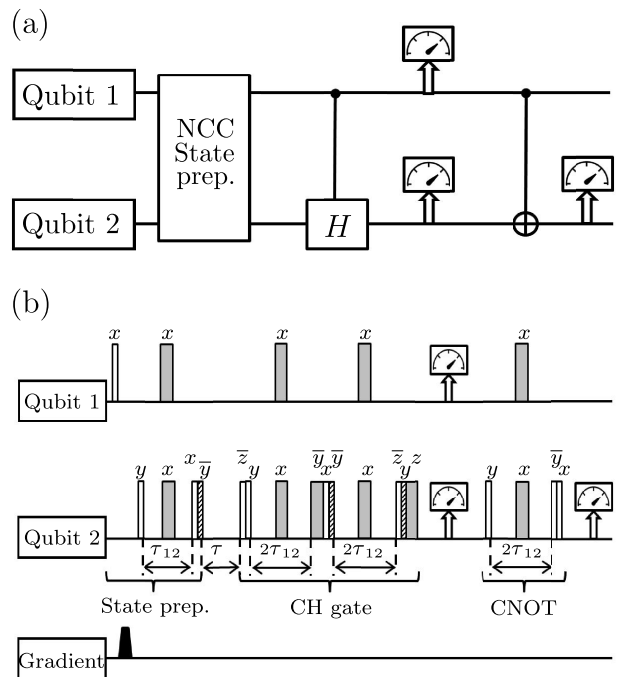 (a)
Qubit 1
NCC
State
prep.
Qubit 2
H
(b)
x x x x x
Qubit 1
y x x y̅ z̅ y x y̅ x y̅ x z̅ y z y x y̅ x
Qubit 2
τ₁₂ τ 2τ₁₂ 2τ₁₂ 2τ₁₂
State prep. CH gate CNOT
Gradient